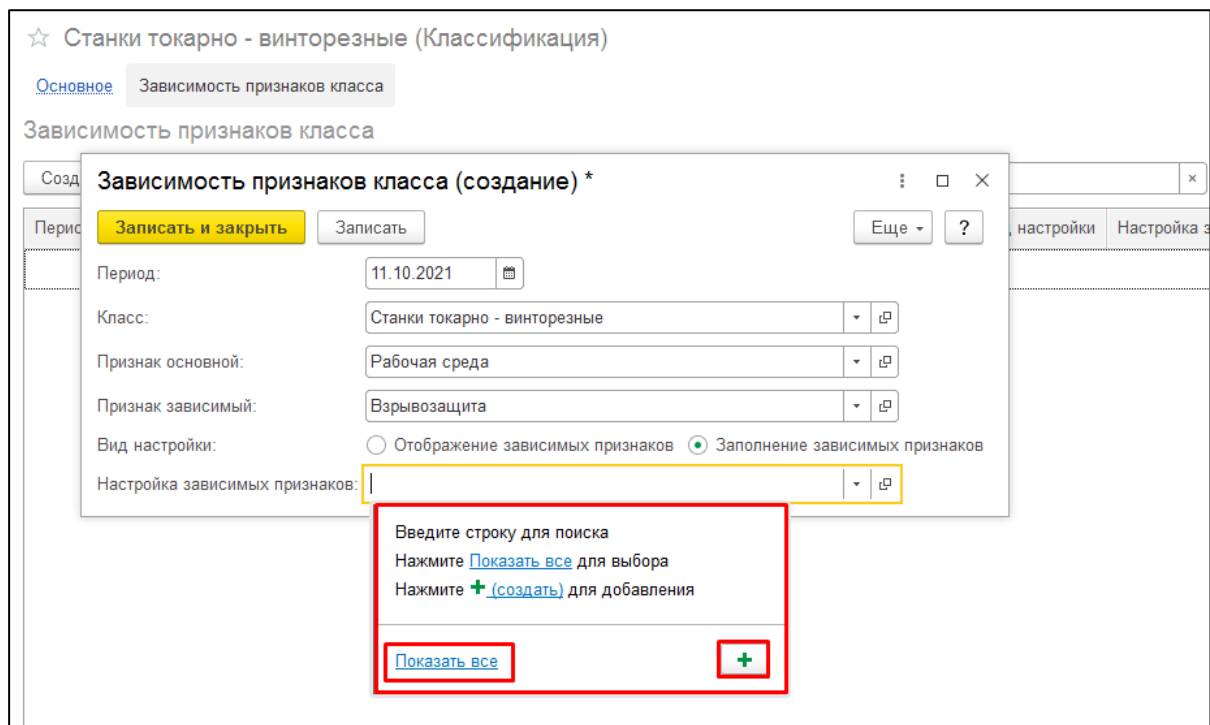 Станки токарно - винторезные (Классификация)
Основное Зависимость признаков класса
Зависимость признаков класса
Созд
Зависимость признаков класса (создание) *
Перис
Записать и закрыть Записать Еще ?
настройки Настройка з
Период: 11.10.2021
Класс: Станки токарно - винторезные
Признак основной: Рабочая среда
Признак зависимый: Взрывозащита
Вид настройки: Отображение зависимых признаков Заполнение зависимых признаков
Настройка зависимых признаков:
Введите строку для поиска
Нажмите Показать все для выбора
Нажмите + (создать) для добавления
Показать все +